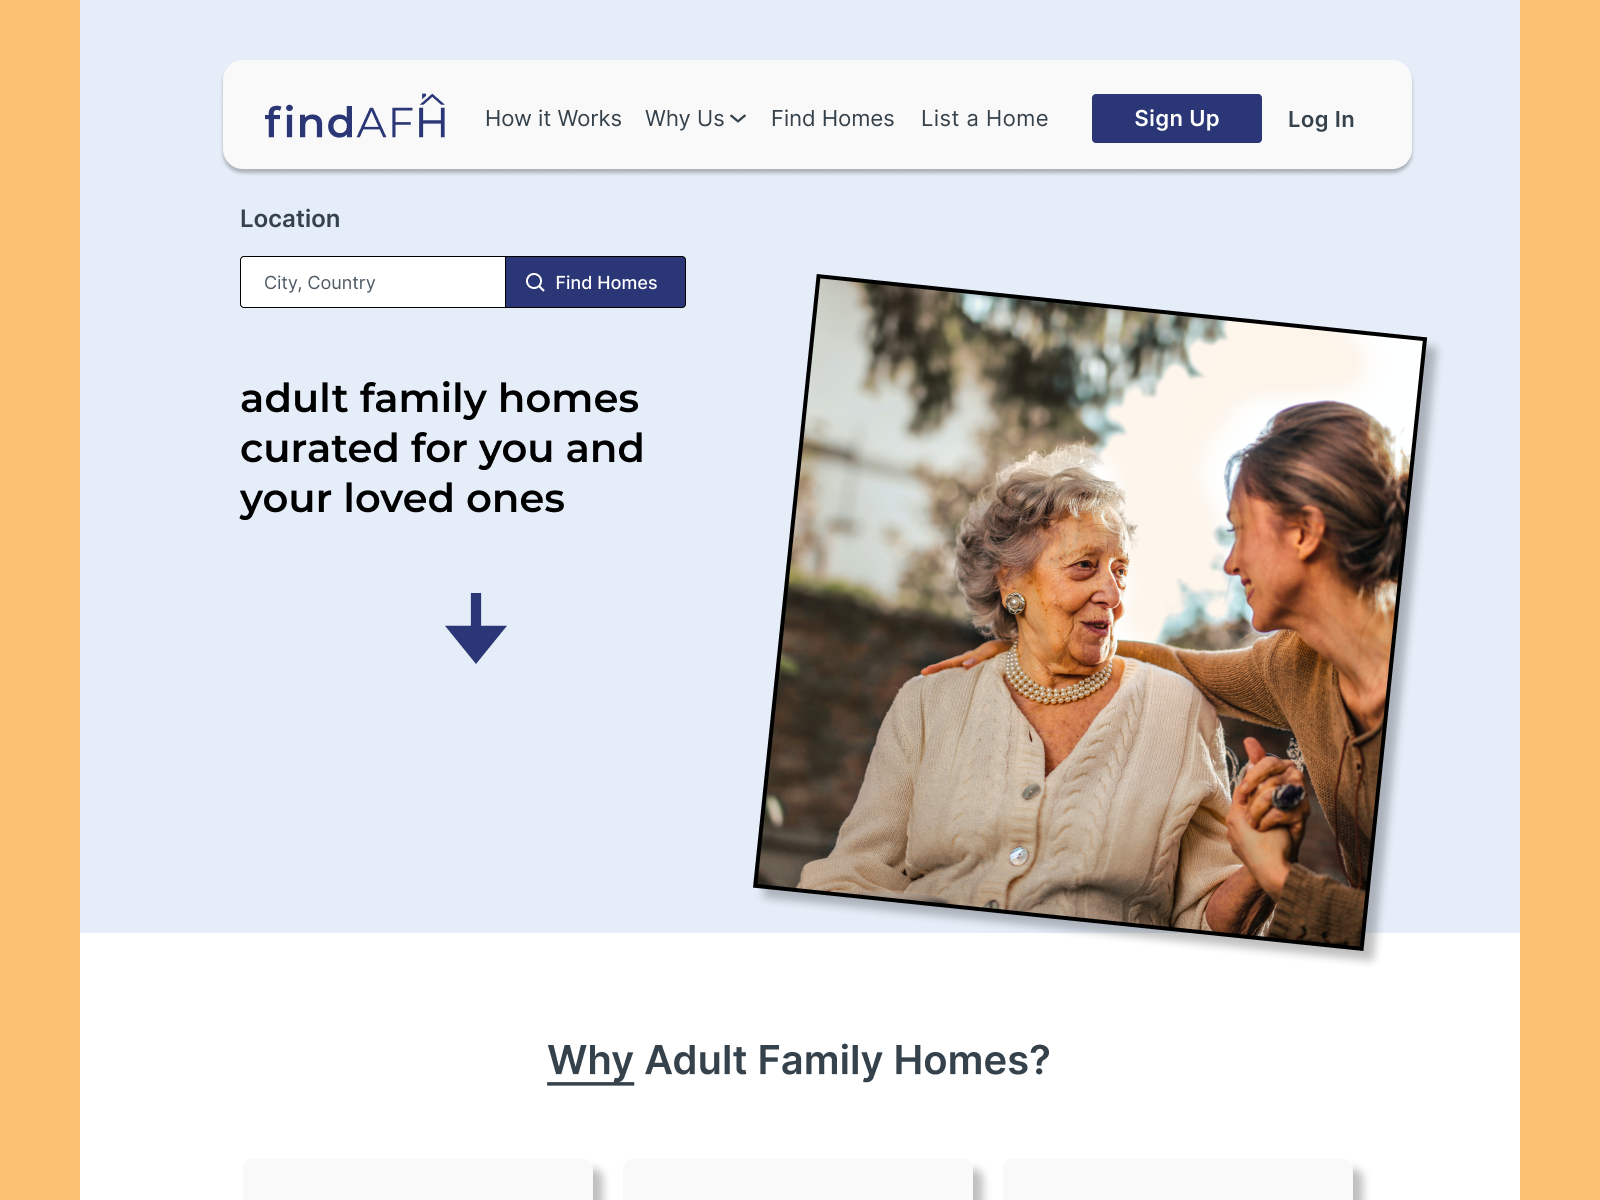 findAFH
How it Works
Why Us
Find Homes
List a Home
Sign Up
Log In
Location
City, Country
Find Homes
adult family homes
curated for you and
your loved ones
Why Adult Family Homes?